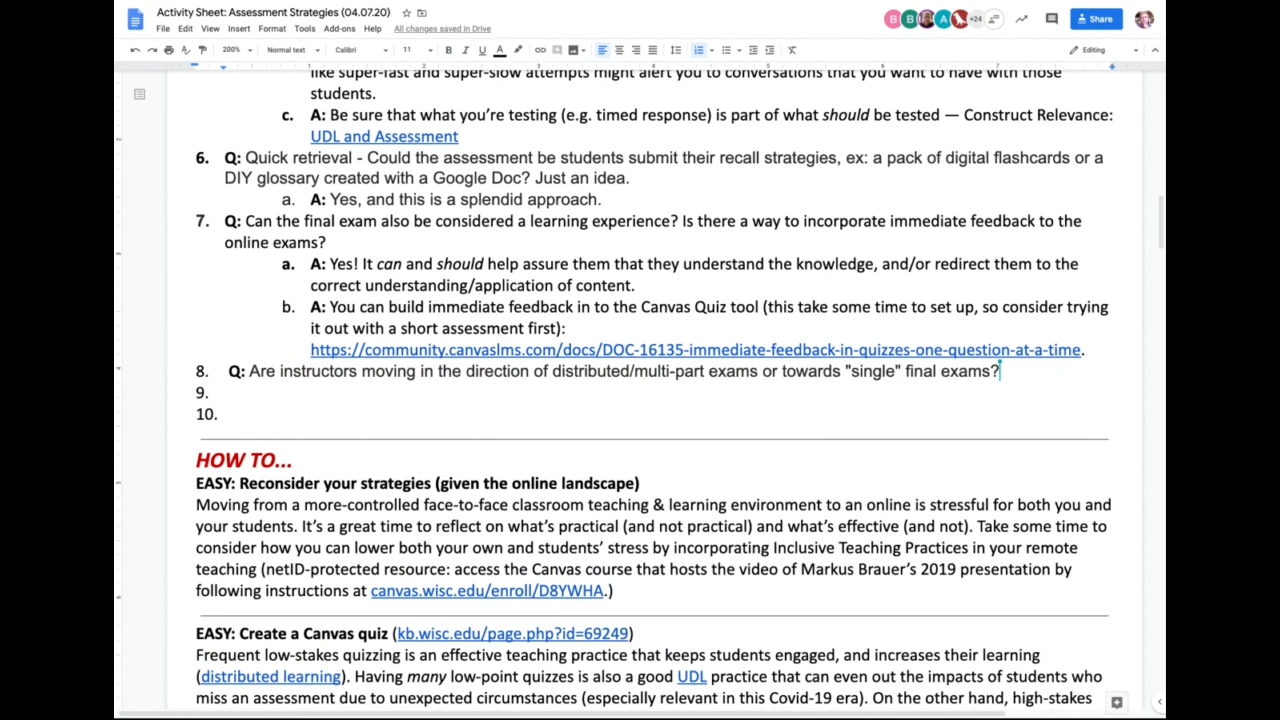 Activity Sheet: Assessment Strategies (04.07.20)
B B A +24 Share
File Edit View Insert Format Tools Add-ons Help All changes saved in Drive
200% Normal text Calibri 11 B I U A Editing
1 2 3 4 5 6 7
like super-fast and super-slow attempts might alert you to conversations that you want to have with those
students.
c. A: Be sure that what you're testing (e.g. timed response) is part of what should be tested — Construct Relevance:
UDL and Assessment
6. Q: Quick retrieval - Could the assessment be students submit their recall strategies, ex: a pack of digital flashcards or a
DIY glossary created with a Google Doc? Just an idea.
a. A: Yes, and this is a splendid approach.
7. Q: Can the final exam also be considered a learning experience? Is there a way to incorporate immediate feedback to the
online exams?
a. A: Yes! It can and should help assure them that they understand the knowledge, and/or redirect them to the
correct understanding/application of content.
b. A: You can build immediate feedback in to the Canvas Quiz tool (this take some time to set up, so consider trying
it out with a short assessment first):
https://community.canvaslms.com/docs/DOC-16135-immediate-feedback-in-quizzes-one-question-at-a-time.
8. Q: Are instructors moving in the direction of distributed/multi-part exams or towards "single" final exams?
9.
10.
HOW TO...
EASY: Reconsider your strategies (given the online landscape)
Moving from a more-controlled face-to-face classroom teaching & learning environment to an online is stressful for both you and
your students. It's a great time to reflect on what's practical (and not practical) and what's effective (and not). Take some time to
consider how you can lower both your own and students' stress by incorporating Inclusive Teaching Practices in your remote
teaching (netID-protected resource: access the Canvas course that hosts the video of Markus Brauer's 2019 presentation by
following instructions at canvas.wisc.edu/enroll/D8YWHA.)
EASY: Create a Canvas quiz (kb.wisc.edu/page.php?id=69249)
Frequent low-stakes quizzing is an effective teaching practice that keeps students engaged, and increases their learning
(distributed learning). Having many low-point quizzes is also a good UDL practice that can even out the impacts of students who
miss an assessment due to unexpected circumstances (especially relevant in this Covid-19 era). On the other hand, high-stakes